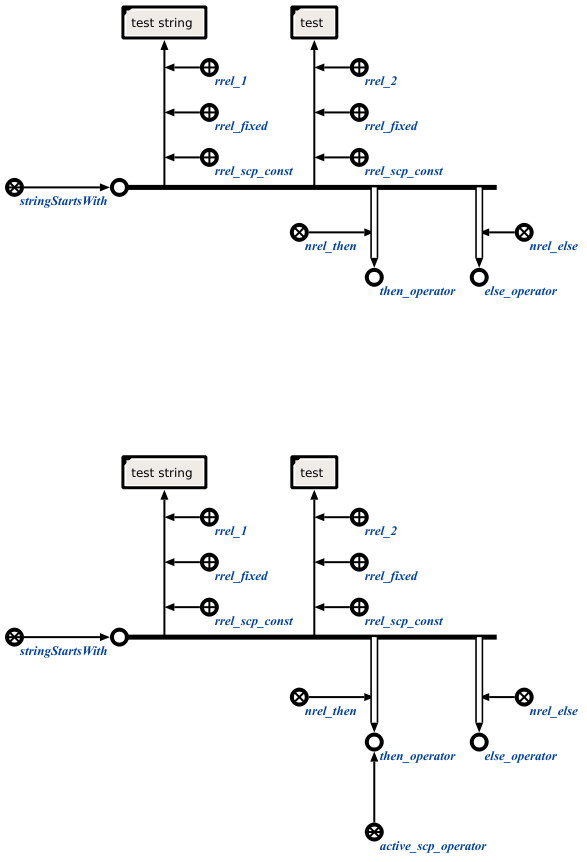 test string
test
rrel_1
rrel_2
rrel_fixed
rrel_fixed
rrel_scp_const
rrel_scp_const
stringStartsWith
nrel_then
nrel_else
then_operator
else_operator
test string
test
rrel_1
rrel_2
rrel_fixed
rrel_fixed
rrel_scp_const
rrel_scp_const
stringStartsWith
nrel_then
nrel_else
then_operator
else_operator
active_scp_operator